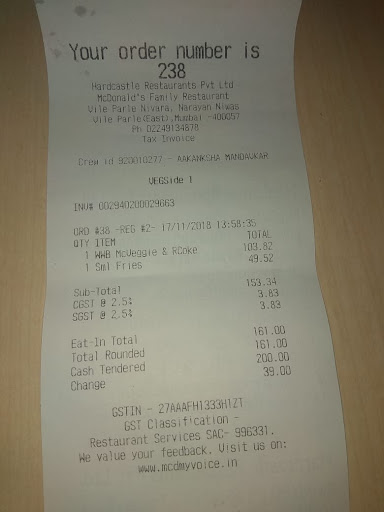 Your order number is
238
Hardcastle Restaurants Pvt Ltd
McDonald's Family Restaurant
Vile Parle Nivara, Narayan Niwas
Vile Parle(East),Mumbai -400057
Ph 02249134678
Tax Invoice
Crew id 920010277 - AAKANKSHA MANDAVKAR
VEGSide 1
INV# 002940200029663
ORD #38 -REG #2- 17/11/2018 13:58:35
QTY ITEM TOTAL
1 WWB McVeggie & RCoke 103.82
1 Sml Fries 49.52
Sub-Total 153.34
CGST @ 2.5% 3.83
SGST @ 2.5% 3.83
Eat-In Total 161.00
Total Rounded 161.00
Cash Tendered 200.00
Change 39.00
GSTIN - 27AAAFH1333H1ZT
GST Classification -
Restaurant Services SAC- 996331.
We value your feedback. Visit us on:
www.mcdmyvoice.in